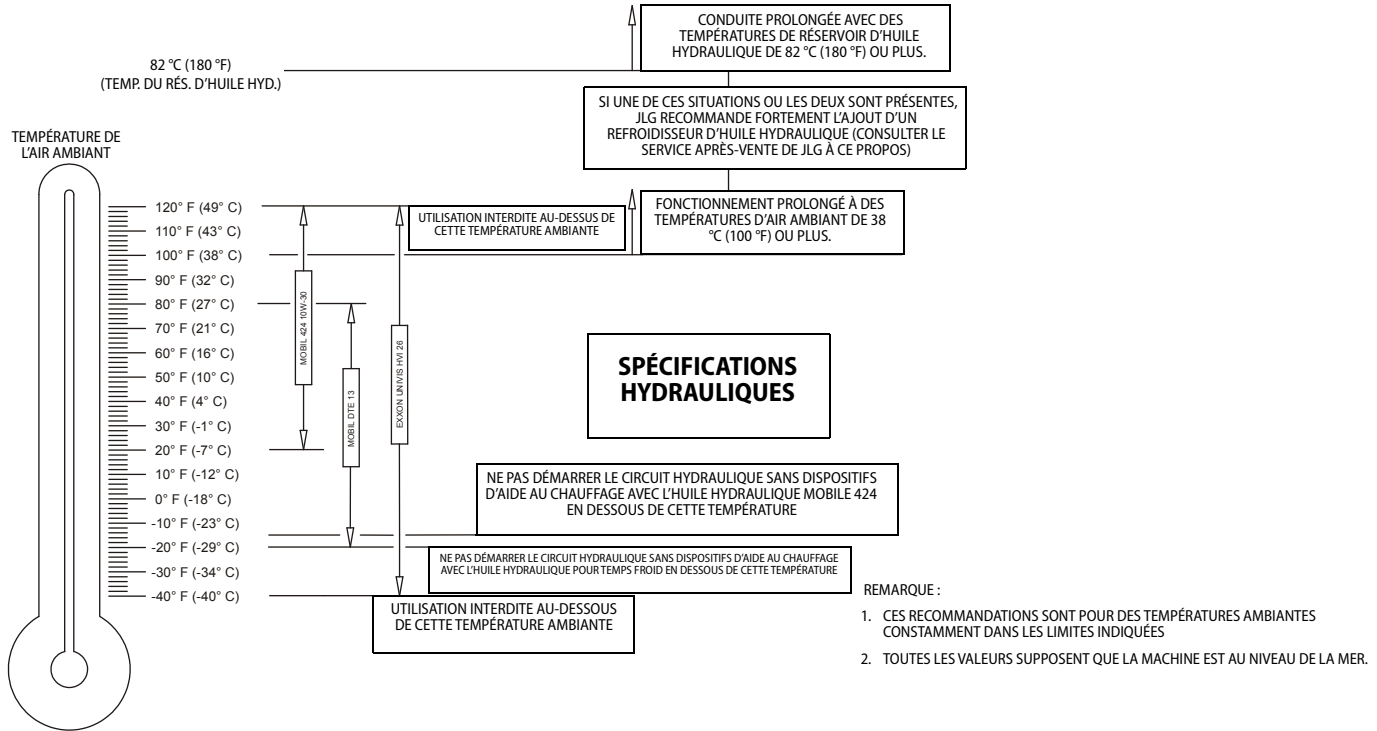 CONDUITE PROLONGÉE AVEC DES
TEMPÉRATURES DE RÉSERVOIR D'HUILE
HYDRAULIQUE DE 82 °C (180 °F) OU PLUS.
82 °C (180 °F)
(TEMP. DU RÉS. D'HUILE HYD.)
SI UNE DE CES SITUATIONS OU LES DEUX SONT PRÉSENTES,
JLG RECOMMANDE FORTEMENT L'AJOUT D'UN
REFROIDISSEUR D'HUILE HYDRAULIQUE (CONSULTER LE
SERVICE APRÈS-VENTE DE JLG À CE PROPOS)
TEMPÉRATURE DE
L'AIR AMBIANT
FONCTIONNEMENT PROLONGÉ À DES
TEMPÉRATURES D'AIR AMBIANT DE 38
°C (100 °F) OU PLUS.
UTILISATION INTERDITE AU-DESSUS DE
CETTE TEMPÉRATURE AMBIANTE
120° F (49° C)
110° F (43° C)
100° F (38° C)
90° F (32° C)
80° F (27° C)
70° F (21° C)
60° F (16° C)
50° F (10° C)
40° F (4° C)
30° F (-1° C)
20° F (-7° C)
10° F (-12° C)
0° F (-18° C)
-10° F (-23° C)
-20° F (-29° C)
-30° F (-34° C)
-40° F (-40° C)
MOBIL 424 10W-30
MOBIL DTE 13
EXXON UNIVIS HVI 26
SPÉCIFICATIONS
HYDRAULIQUES
NE PAS DÉMARRER LE CIRCUIT HYDRAULIQUE SANS DISPOSITIFS
D'AIDE AU CHAUFFAGE AVEC L'HUILE HYDRAULIQUE MOBILE 424
EN DESSOUS DE CETTE TEMPÉRATURE
NE PAS DÉMARRER LE CIRCUIT HYDRAULIQUE SANS DISPOSITIFS D'AIDE AU CHAUFFAGE
AVEC L'HUILE HYDRAULIQUE POUR TEMPS FROID EN DESSOUS DE CETTE TEMPÉRATURE
UTILISATION INTERDITE AU-DESSOUS
DE CETTE TEMPÉRATURE AMBIANTE
REMARQUE :
1. CES RECOMMANDATIONS SONT POUR DES TEMPÉRATURES AMBIANTES
CONSTAMMENT DANS LES LIMITES INDIQUÉES
2. TOUTES LES VALEURS SUPPOSENT QUE LA MACHINE EST AU NIVEAU DE LA MER.